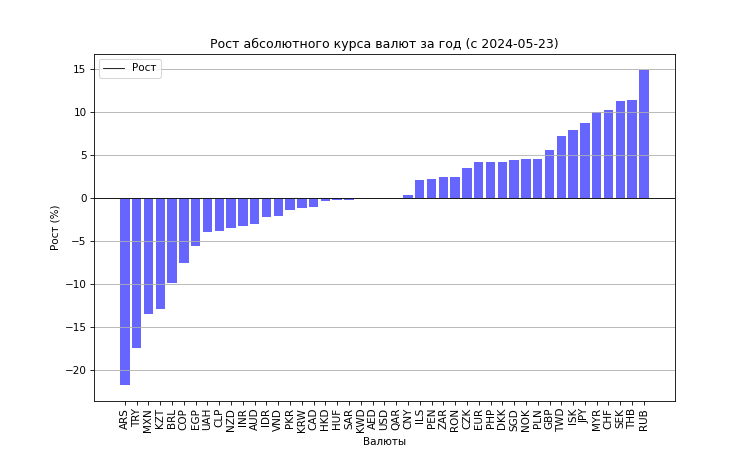 Рост абсолютного курса валют за год (с 2024-05-23)
Рост
15
10
5
0
−5
−10
−15
−20
Рост (%)
ARS
TRY
MXN
KZT
BRL
COP
EGP
UAH
CLP
NZD
INR
AUD
IDR
VND
PKR
KRW
CAD
HKD
HUF
SAR
KWD
AED
USD
QAR
CNY
ILS
PEN
ZAR
RON
CZK
EUR
PHP
DKK
SGD
NOK
PLN
GBP
TWD
ISK
JPY
MYR
CHF
SEK
THB
RUB
Валюты